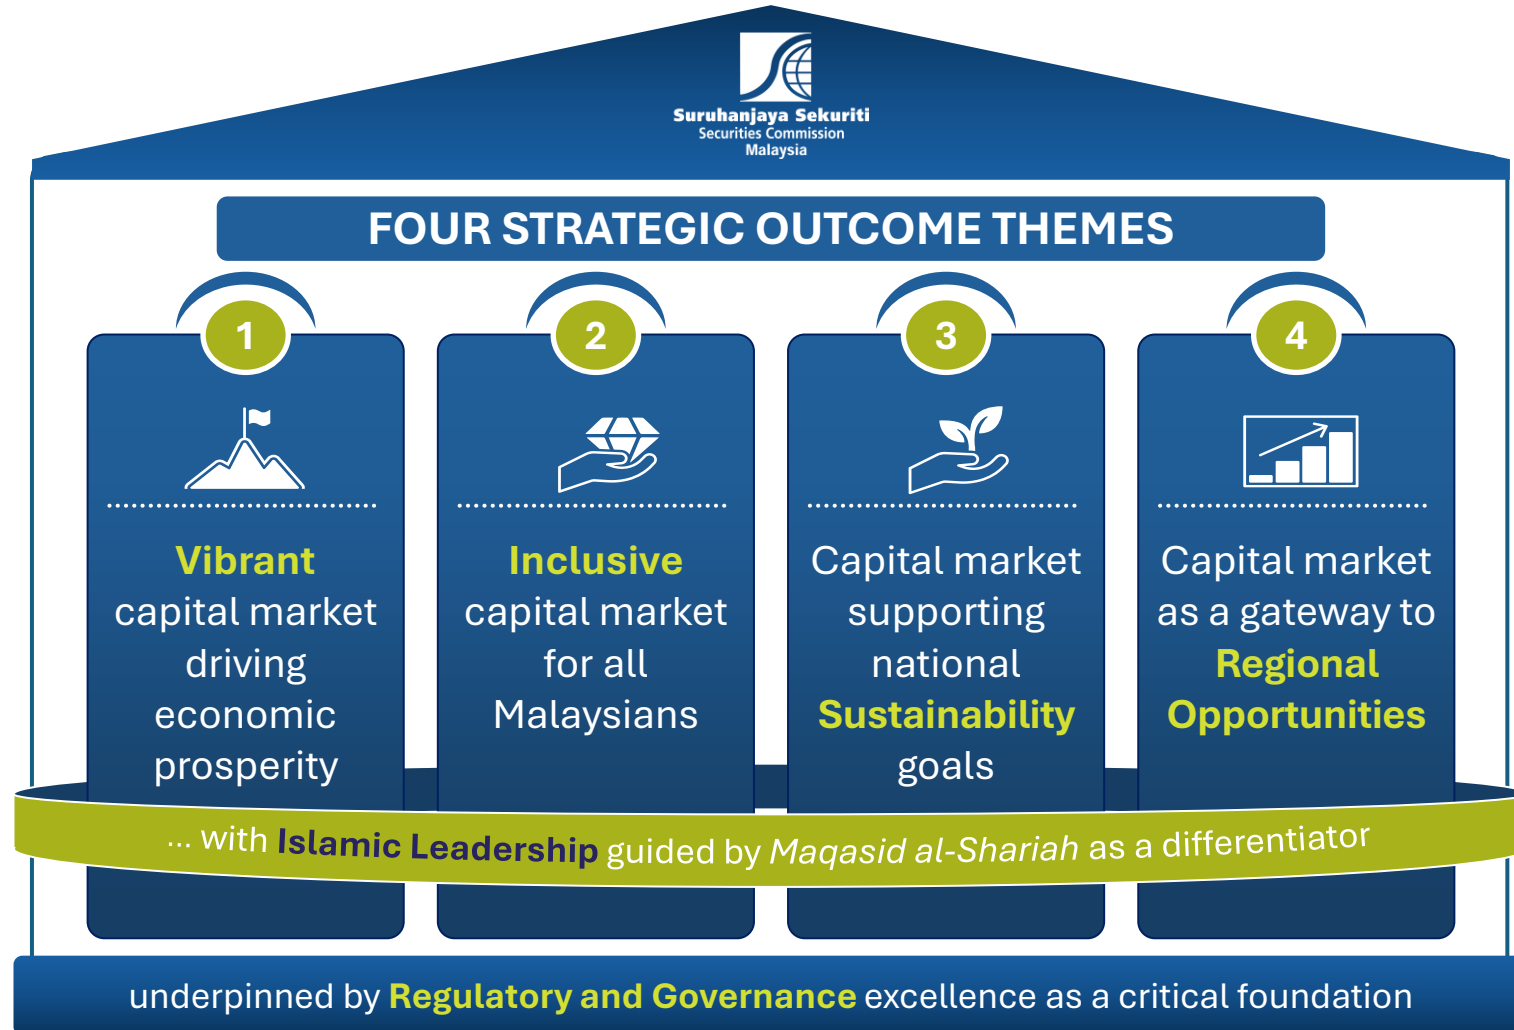 Suruhanjaya Sekuriti
Securities Commission
Malaysia
FOUR STRATEGIC OUTCOME THEMES
1
Vibrant
capital market
driving
economic
prosperity
2
Inclusive
capital market
for all
Malaysians
3
Capital market
supporting
national
Sustainability
goals
4
Capital market
as a gateway to
Regional
Opportunities
... with Islamic Leadership guided by Maqasid al-Shariah as a differentiator
underpinned by Regulatory and Governance excellence as a critical foundation